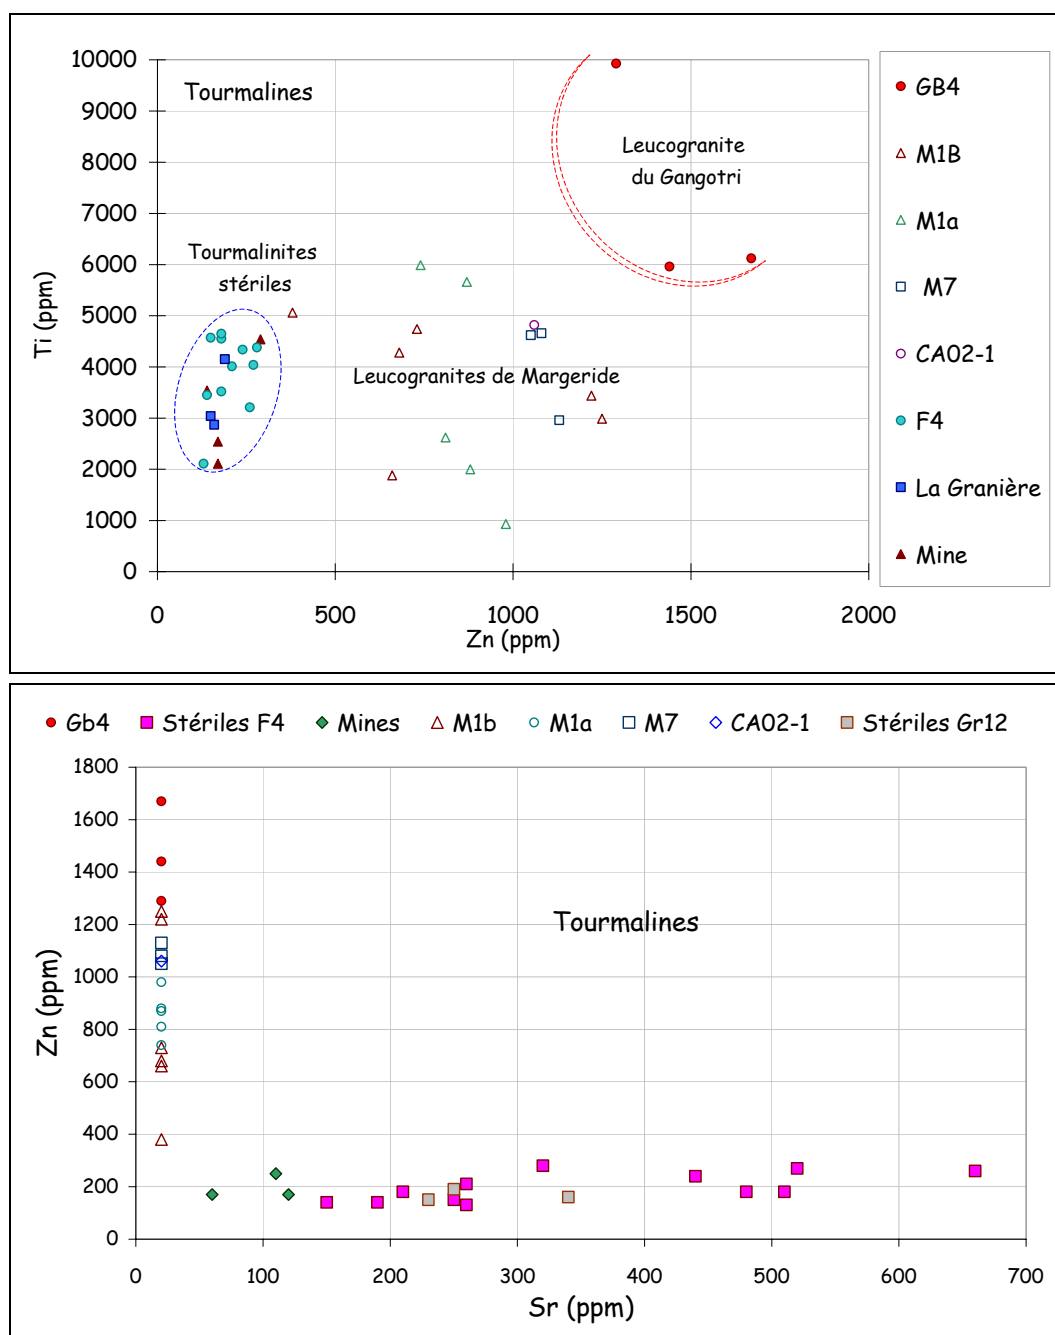 10000
9000
8000
7000
6000
5000
4000
3000
2000
1000
0
Ti (ppm)
Tourmalines
Leucogranite
du Gangotri
Tourmalinites
stériles
Leucogranites de Margeride
0 500 1000 1500 2000
Zn (ppm)
GB4
M1B
M1a
M7
CA02-1
F4
La Granière
Mine
Gb4 Stériles F4 Mines M1b M1a M7 CA02-1 Stériles Gr12
1800
1600
1400
1200
1000
800
600
400
200
0
Zn (ppm)
Tourmalines
0 100 200 300 400 500 600 700
Sr (ppm)